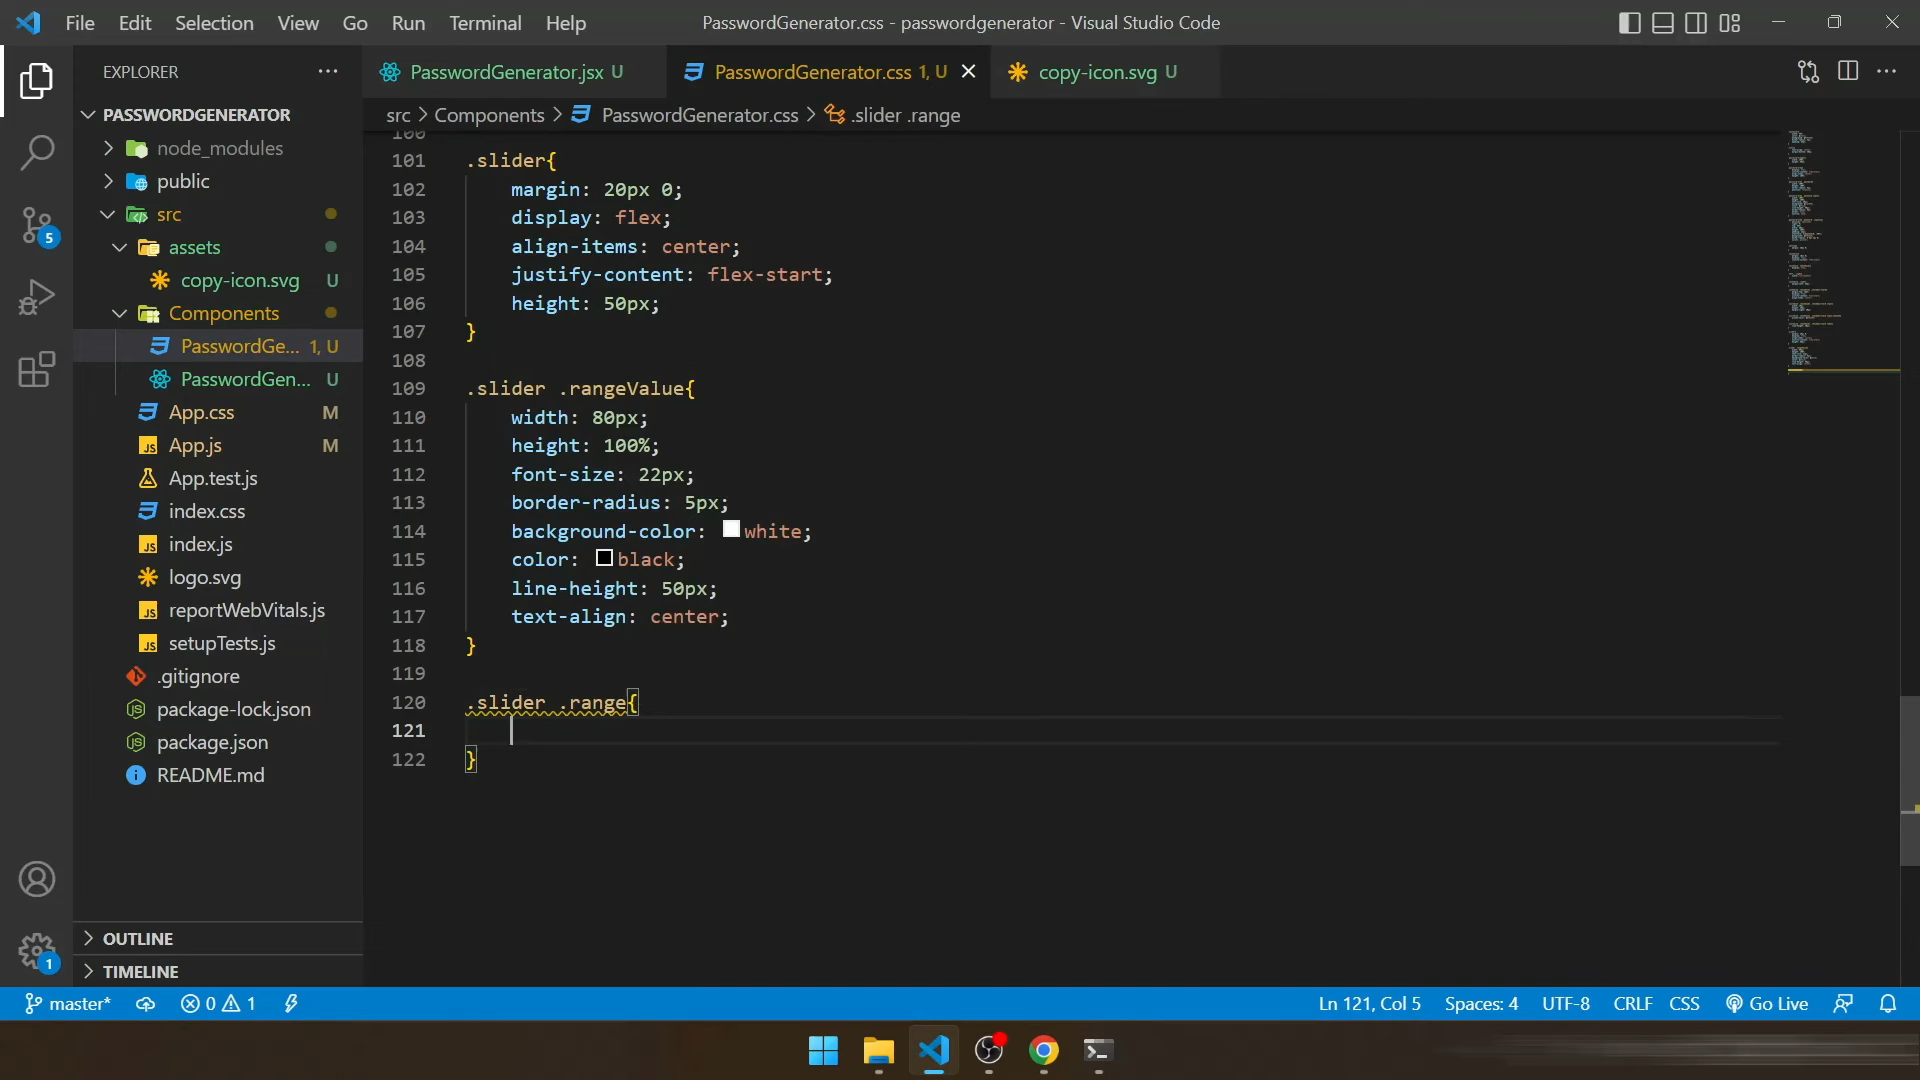 File Edit Selection View Go Run Terminal Help
PasswordGenerator.css - passwordgenerator - Visual Studio Code
EXPLORER
PasswordGenerator.jsx U
PasswordGenerator.css 1, U
copy-icon.svg U
src > Components > PasswordGenerator.css > .slider .range
PASSWORDGENERATOR
node_modules
public
src
assets
copy-icon.svg U
Components
PasswordGe... 1, U
PasswordGen... U
App.css M
App.js M
App.test.js
index.css
index.js
logo.svg
reportWebVitals.js
setupTests.js
.gitignore
package-lock.json
package.json
README.md
OUTLINE
TIMELINE
5
1
100
101 .slider{
102 margin: 20px 0;
103 display: flex;
104 align-items: center;
105 justify-content: flex-start;
106 height: 50px;
107 }
108
109 .slider .rangeValue{
110 width: 80px;
111 height: 100%;
112 font-size: 22px;
113 border-radius: 5px;
114 background-color: white;
115 color: black;
116 line-height: 50px;
117 text-align: center;
118 }
119
120 .slider .range{
121
122 }
master* 0 1
Ln 121, Col 5 Spaces: 4 UTF-8 CRLF CSS Go Live